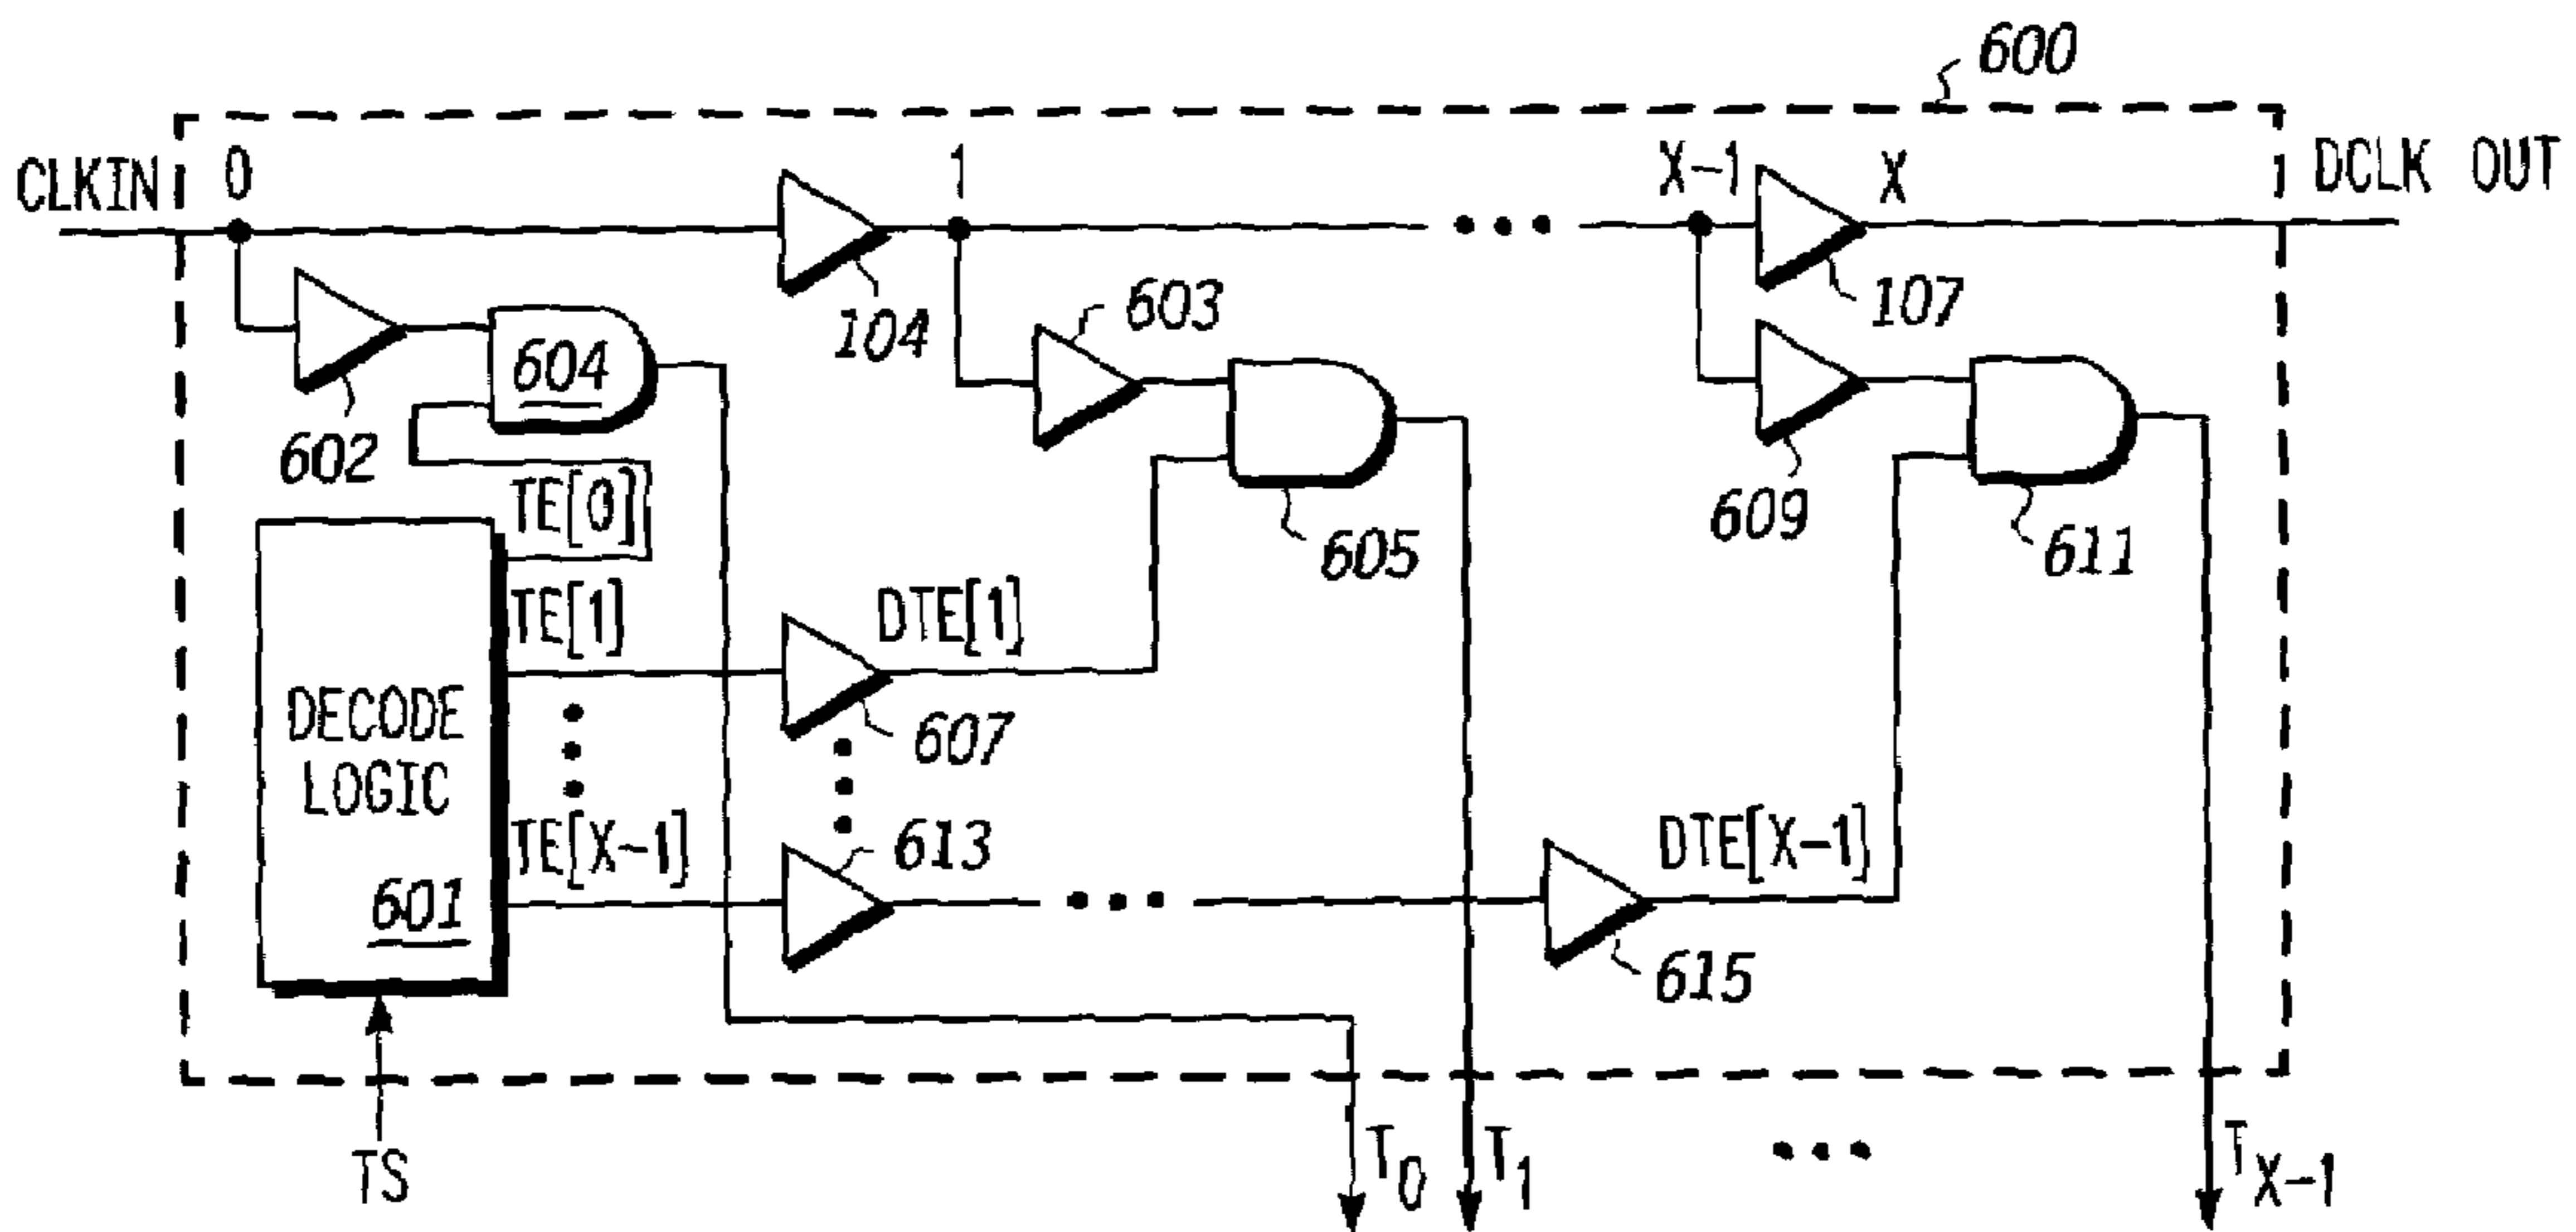 600
CLKIN
0
1
X-1
X
DCLK OUT
104
107
602
604
603
605
609
611
TE[0]
TE[1]
DTE[1]
607
DECODE
LOGIC
601
TE[X-1]
613
DTE[X-1]
615
TS
T0
T1
TX-1